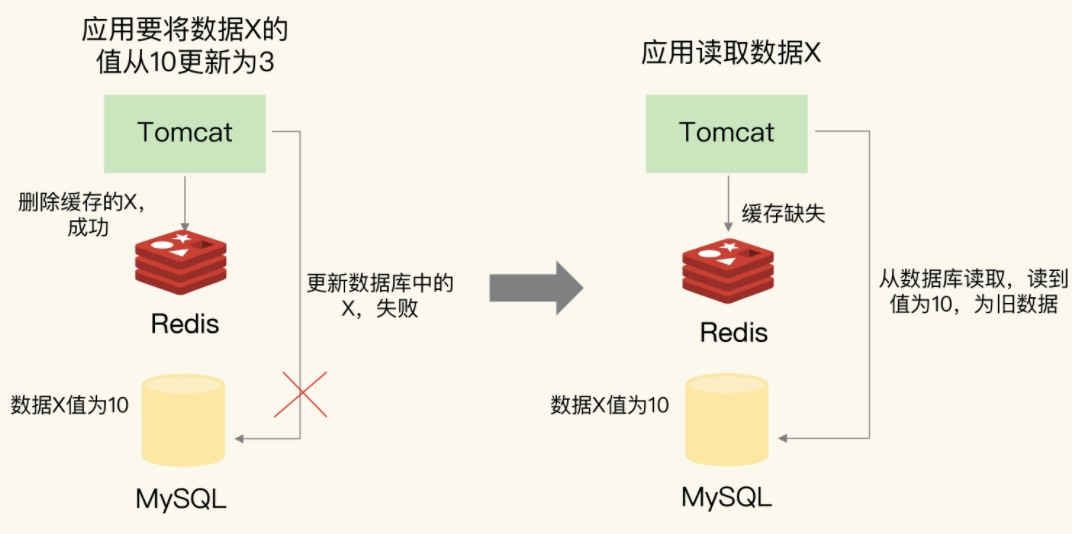 应用要将数据X的
值从10更新为3
Tomcat
删除缓存的X,
成功
Redis
更新数据库中的
X，失败
数据X值为10
MySQL
应用读取数据X
Tomcat
缓存缺失
Redis
从数据库读取，读到
值为10，为旧数据
数据X值为10
MySQL